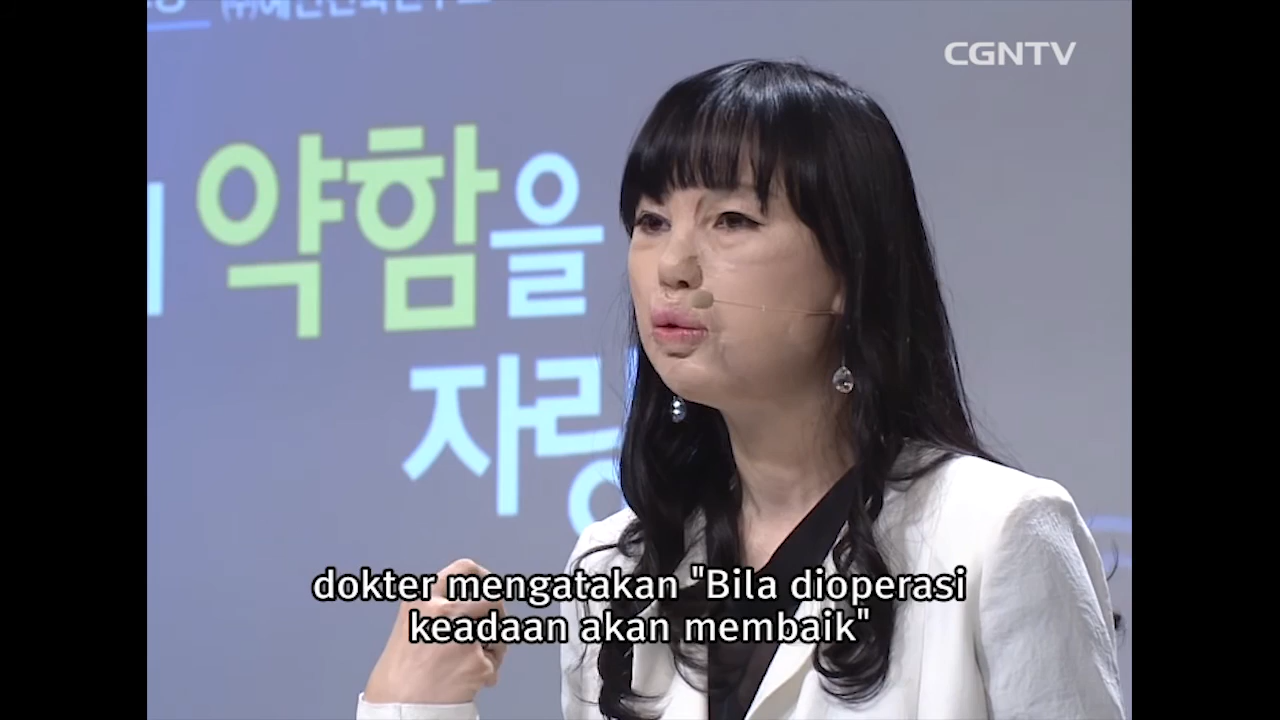 CGNTV
약함을
자랑
dokter mengatakan "Bila dioperasi
keadaan akan membaik"